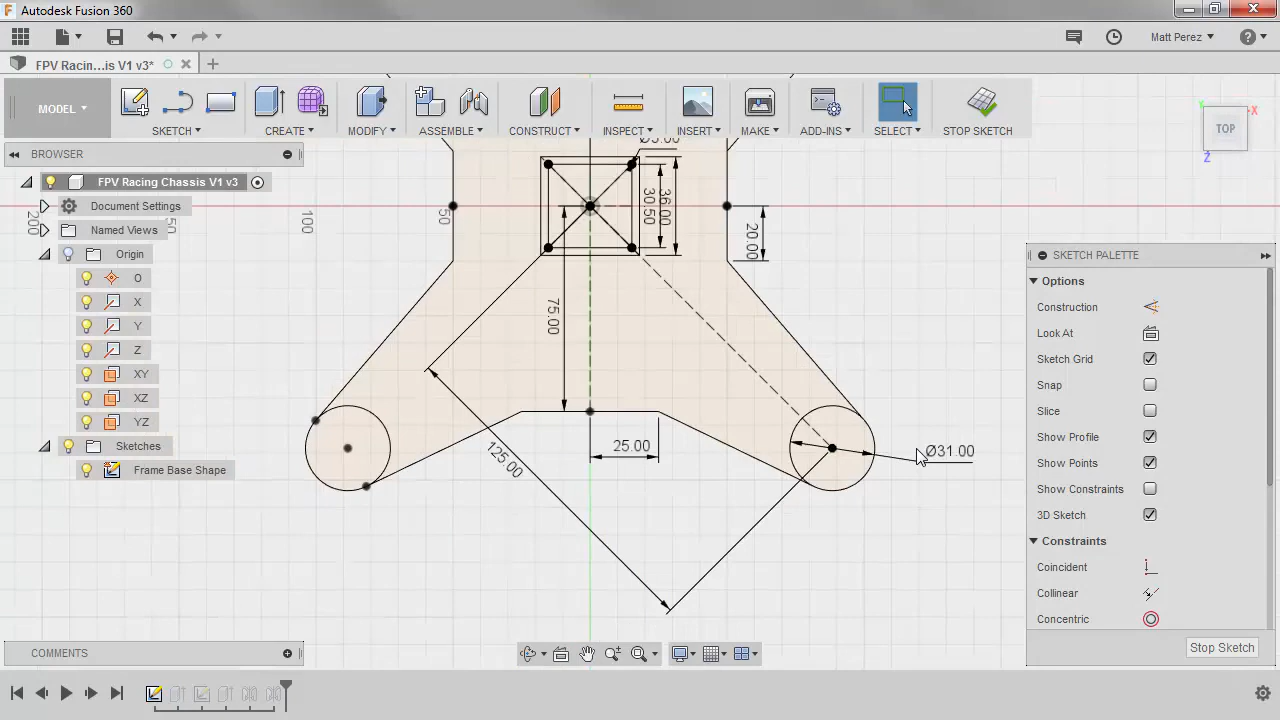 Autodesk Fusion 360
Matt Perez
FPV Racin...is V1 v3*
MODEL
SKETCH
CREATE
MODIFY
ASSEMBLE
CONSTRUCT
INSPECT
INSERT
MAKE
ADD-INS
SELECT
STOP SKETCH
TOP
X
Y
Z
BROWSER
FPV Racing Chassis V1 v3
Document Settings
Named Views
Origin
O
X
Y
Z
XY
XZ
YZ
Sketches
Frame Base Shape
100
50
36.00
30.50
20.00
75.00
25.00
125.00
Ø31.00
SKETCH PALETTE
Options
Construction
Look At
Sketch Grid
Snap
Slice
Show Profile
Show Points
Show Constraints
3D Sketch
Constraints
Coincident
Collinear
Concentric
Stop Sketch
COMMENTS